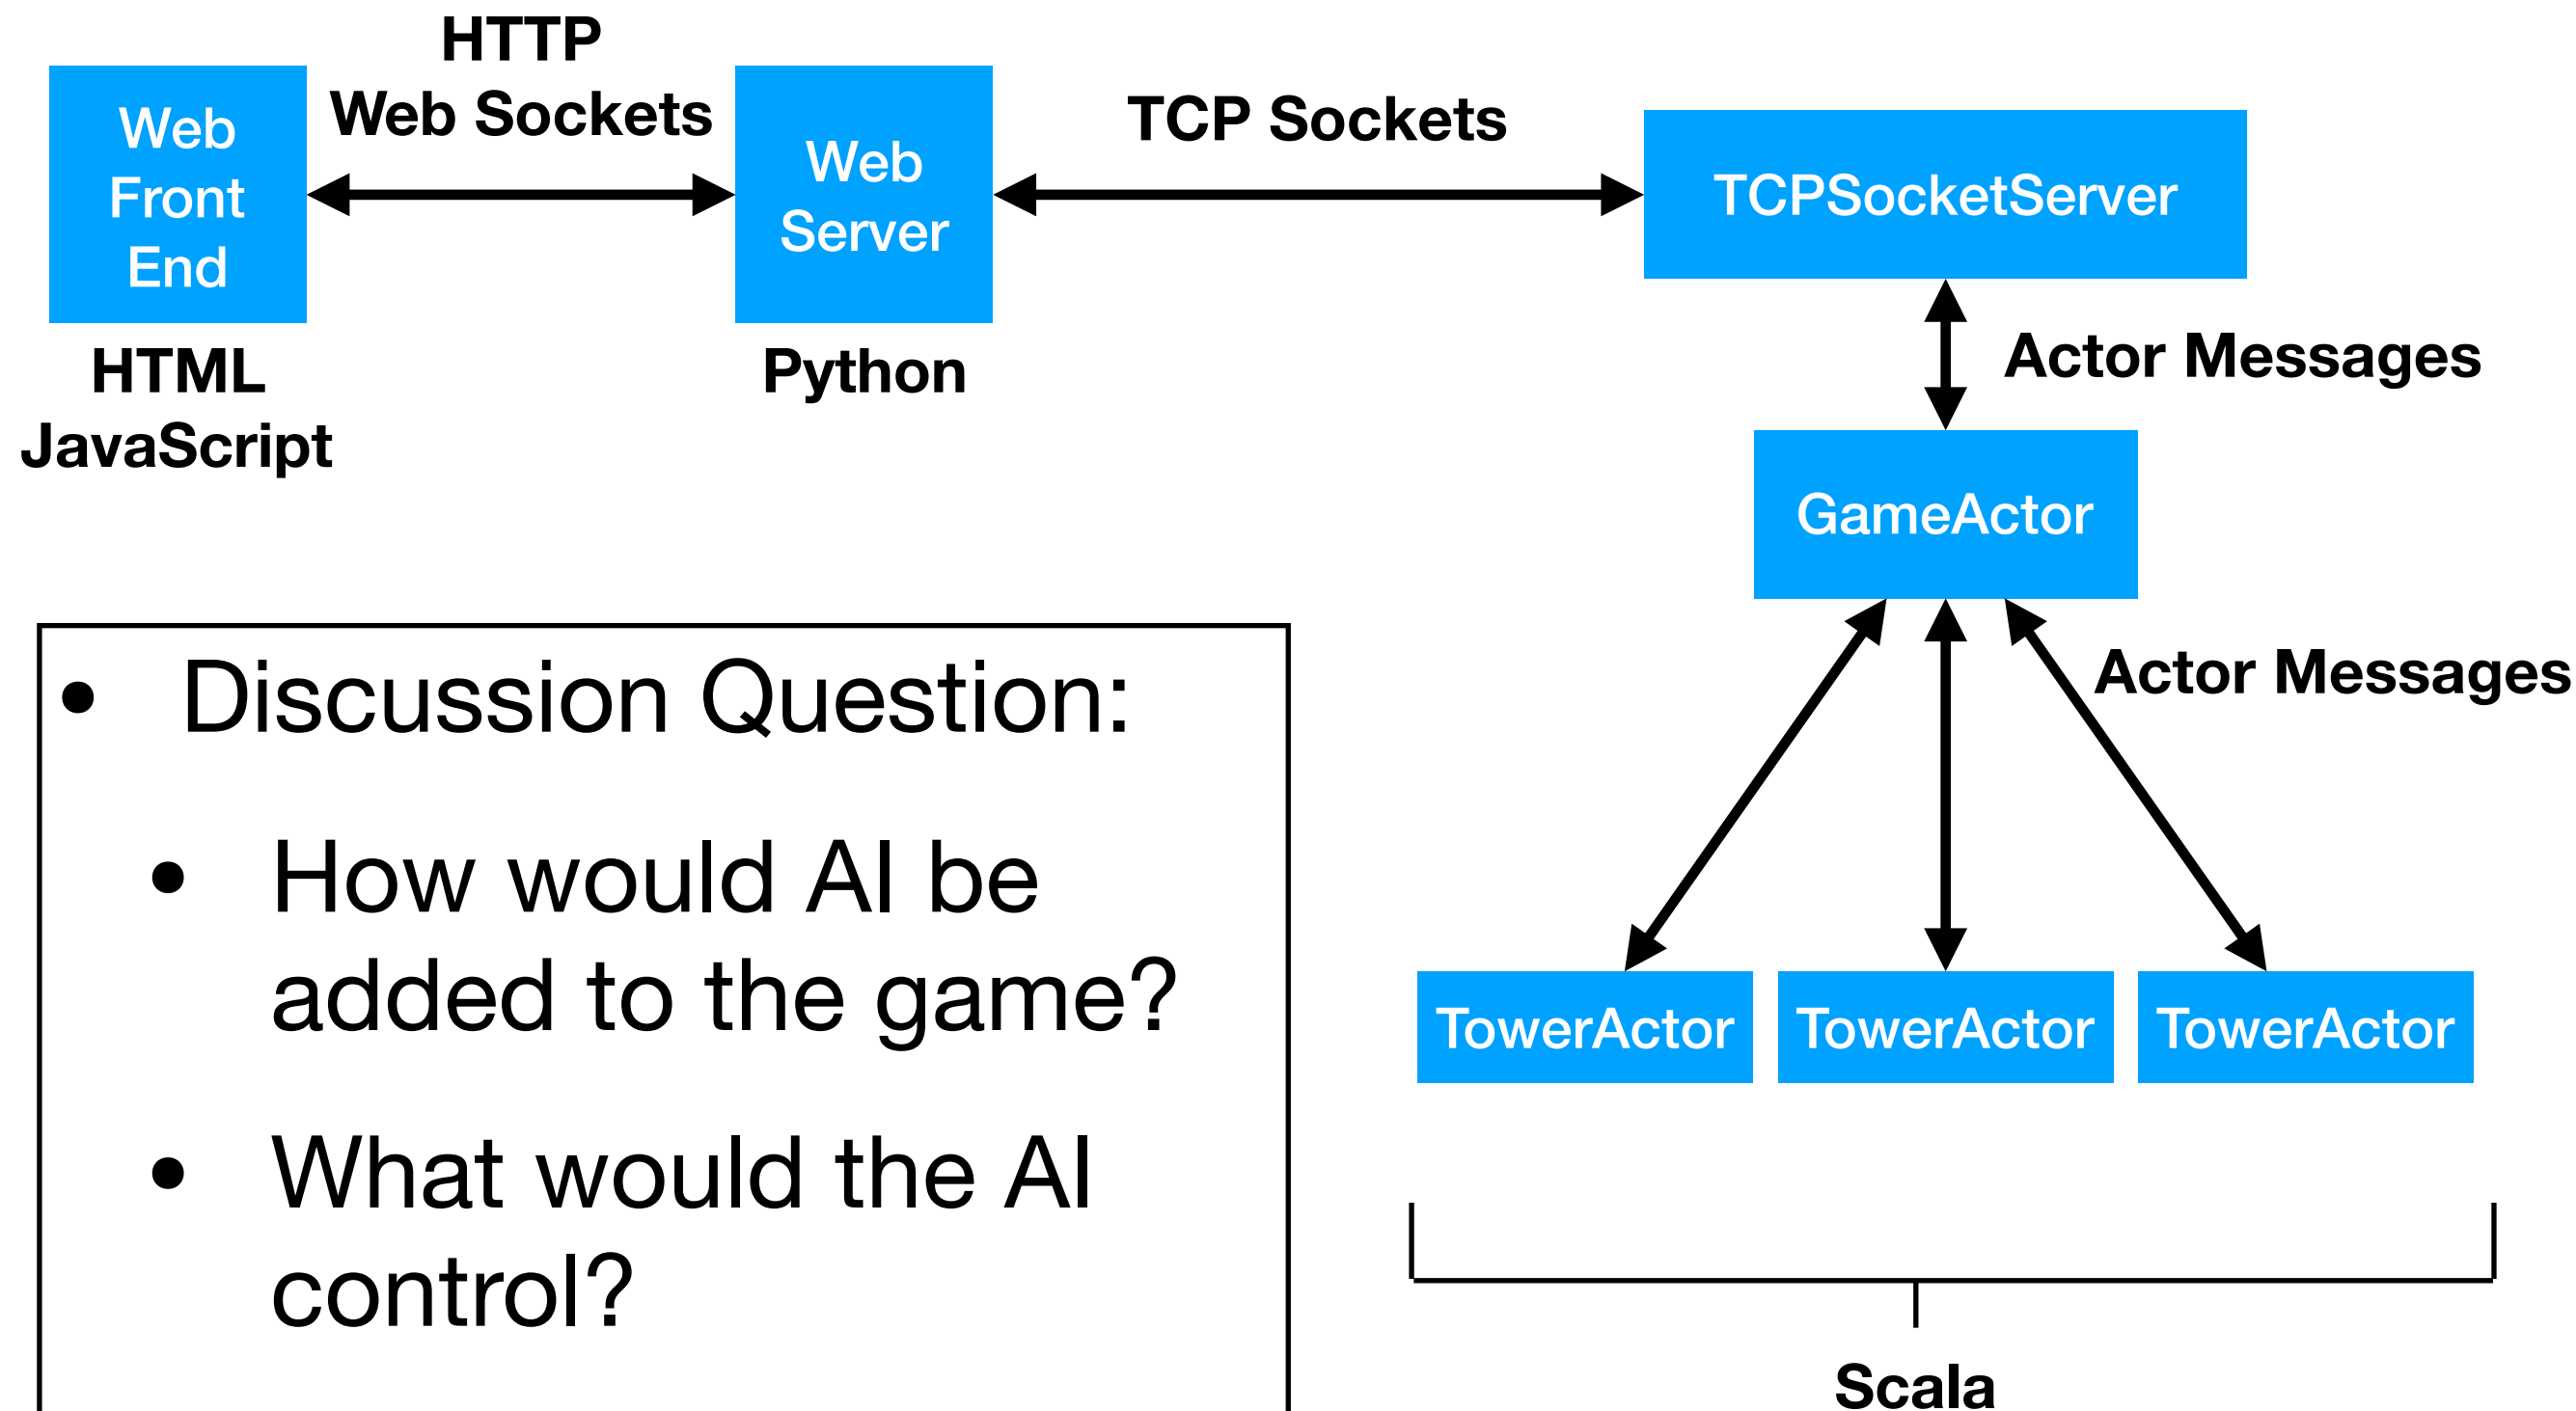 HTTP
Web Sockets
Web
Front
End
HTML
JavaScript
Web
Server
Python
TCP Sockets
TCPSocketServer
Actor Messages
GameActor
Actor Messages
TowerActor
TowerActor
TowerActor
Scala
• Discussion Question:
• How would AI be
added to the game?
• What would the AI
control?